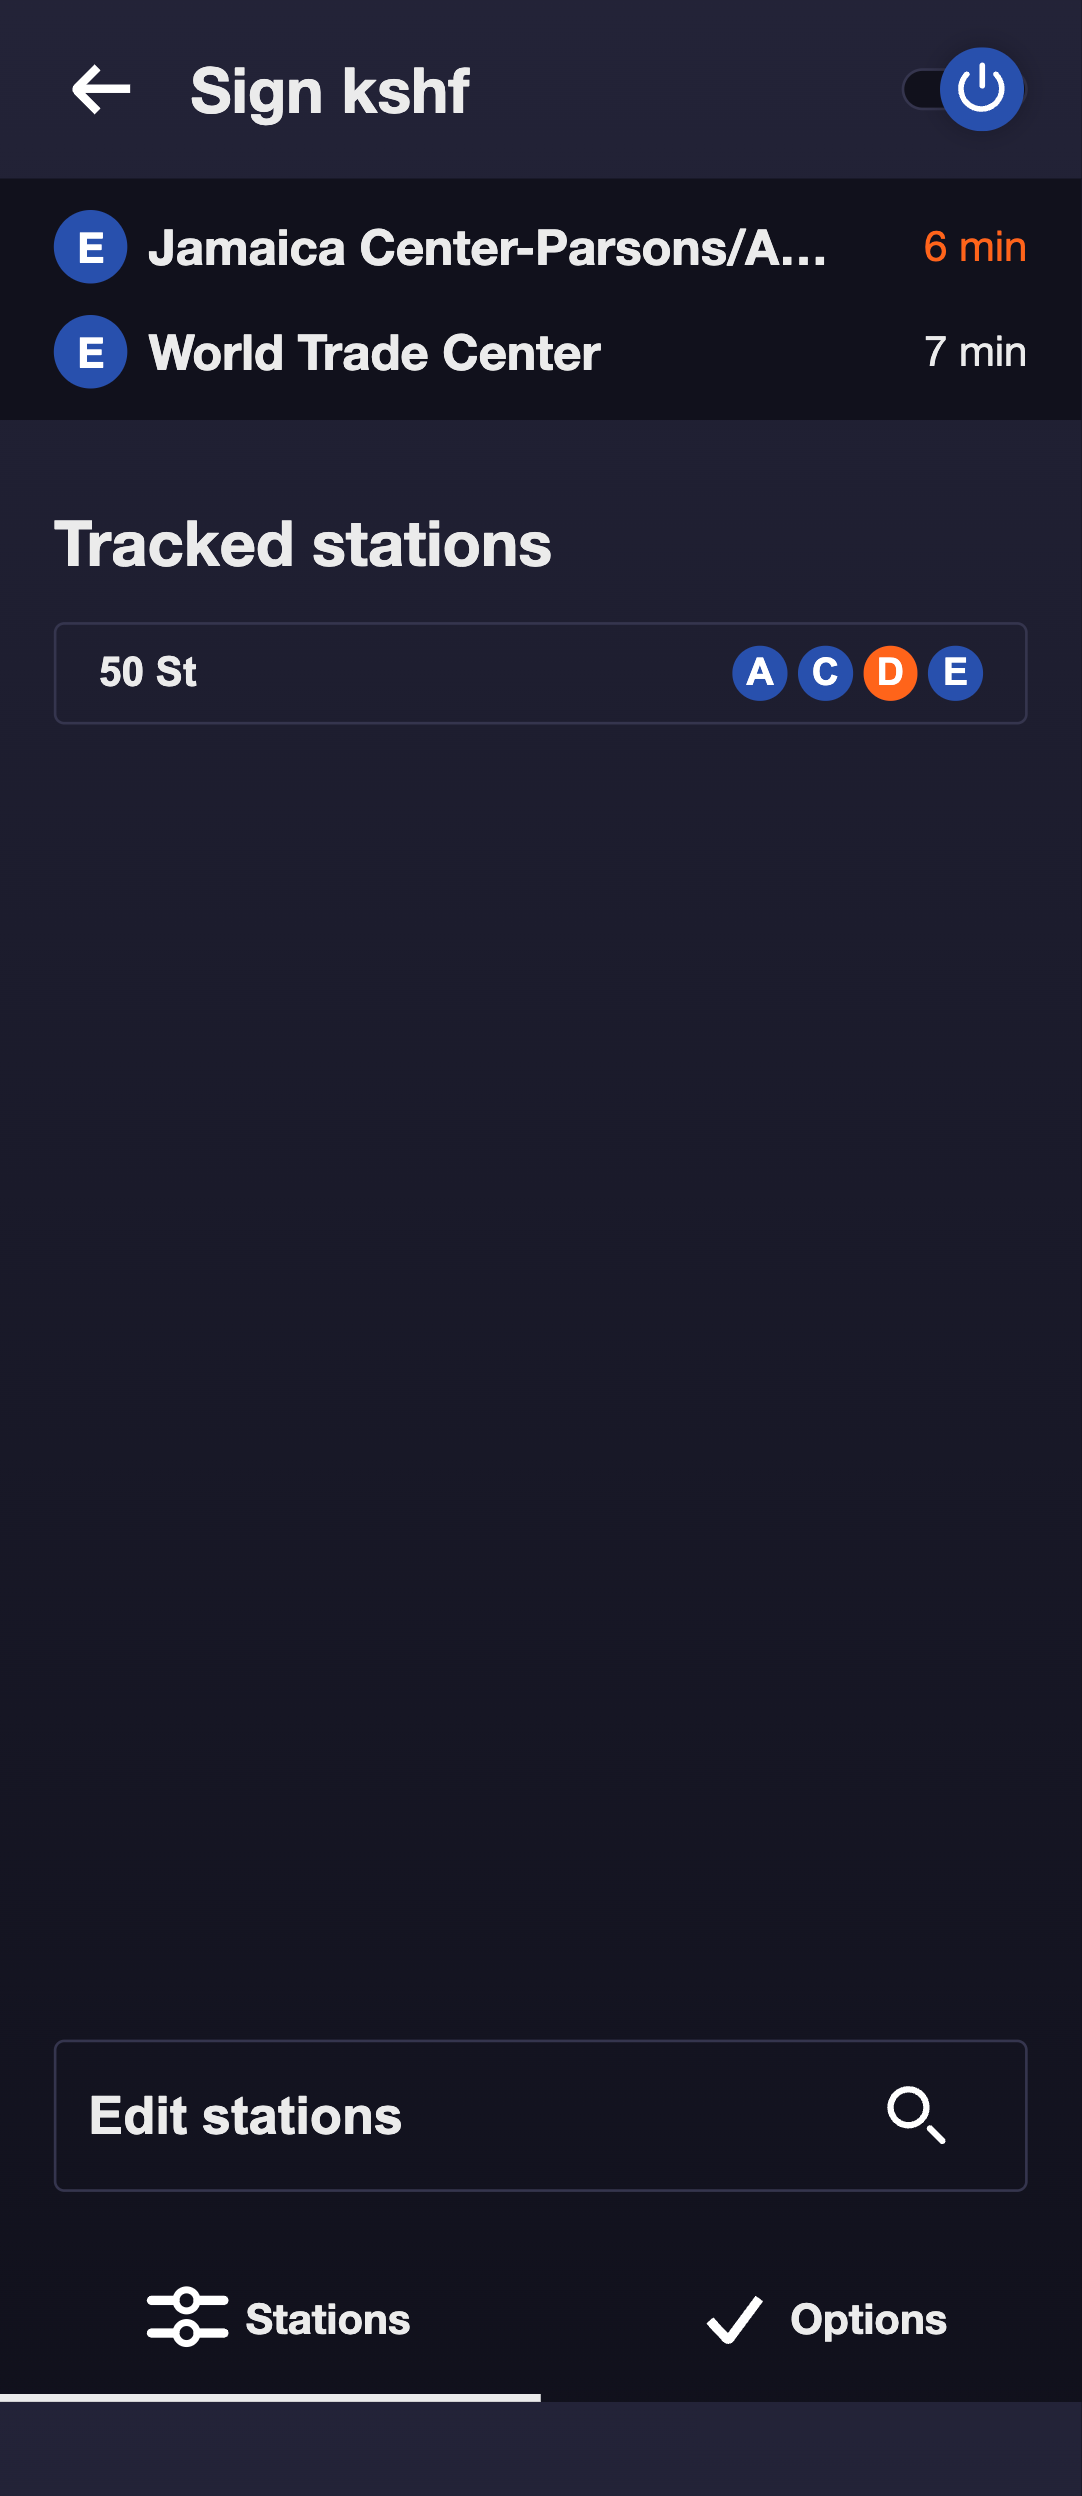 Sign kshf
E Jamaica Center-Parsons/A... 6 min
E World Trade Center 7 min
Tracked stations
50 St A C D E
Edit stations
Stations Options